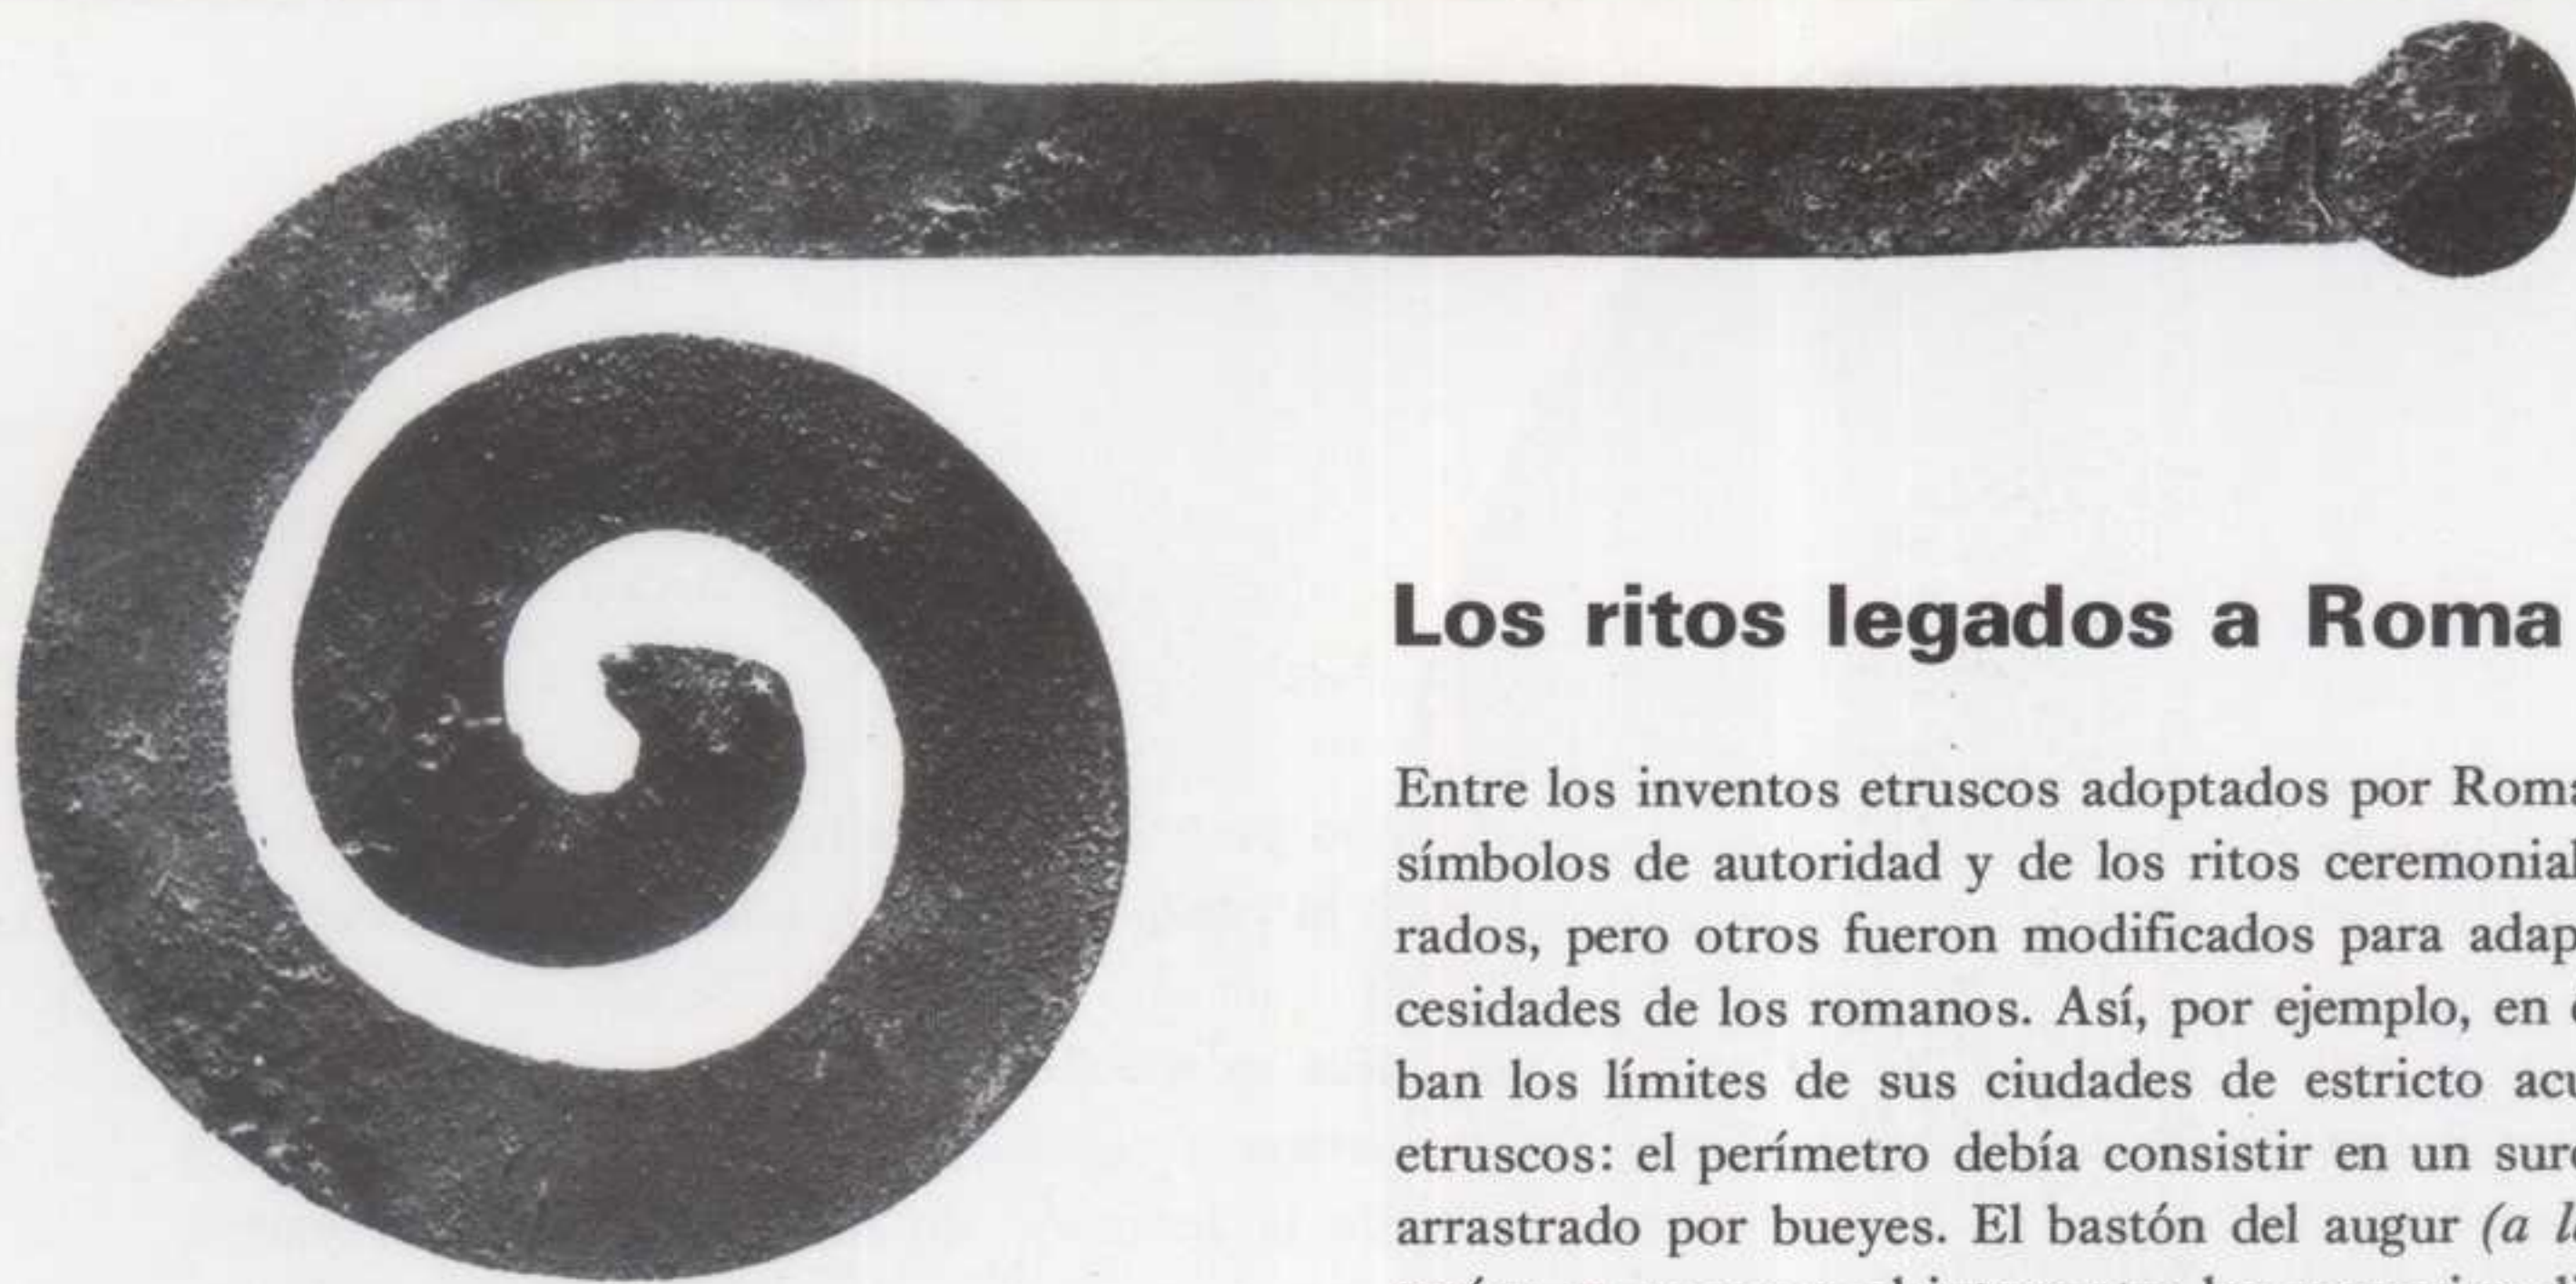 Los ritos legados a Roma
Entre los inventos etruscos adoptados por Roma
símbolos de autoridad y de los ritos ceremonial
rados, pero otros fueron modificados para adap
cesidades de los romanos. Así, por ejemplo, en
ban los límites de sus ciudades de estricto acu
etruscos: el perímetro debía consistir en un sur
arrastrado por bueyes. El bastón del augur (a l